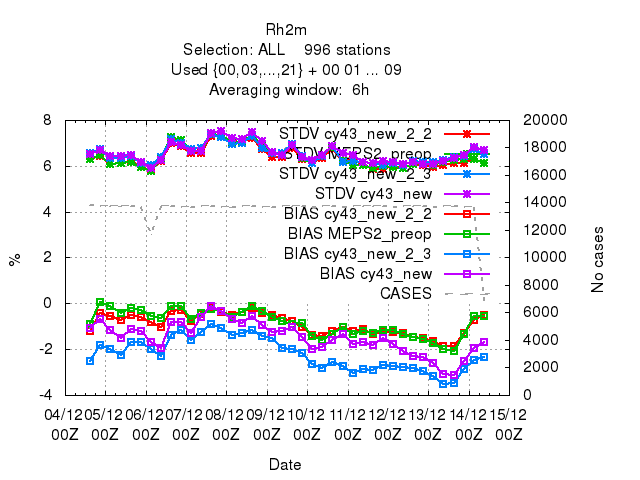 Rh2m
Selection: ALL 996 stations
Used {00,03,...,21} + 00 01 ... 09
Averaging window: 6h
8
6
4
2
0
-2
-4
%
20000
18000
16000
14000
12000
10000
8000
6000
4000
2000
0
No cases
STDV cy43_new_2_2
STDV MEPS2_preop
STDV cy43_new_2_3
STDV cy43_new
BIAS cy43_new_2_2
BIAS MEPS2_preop
BIAS cy43_new_2_3
BIAS cy43_new
CASES
04/12 05/12 06/12 07/12 08/12 09/12 10/12 11/12 12/12 13/12 14/12 15/12
00Z 00Z 00Z 00Z 00Z 00Z 00Z 00Z 00Z 00Z 00Z 00Z
Date